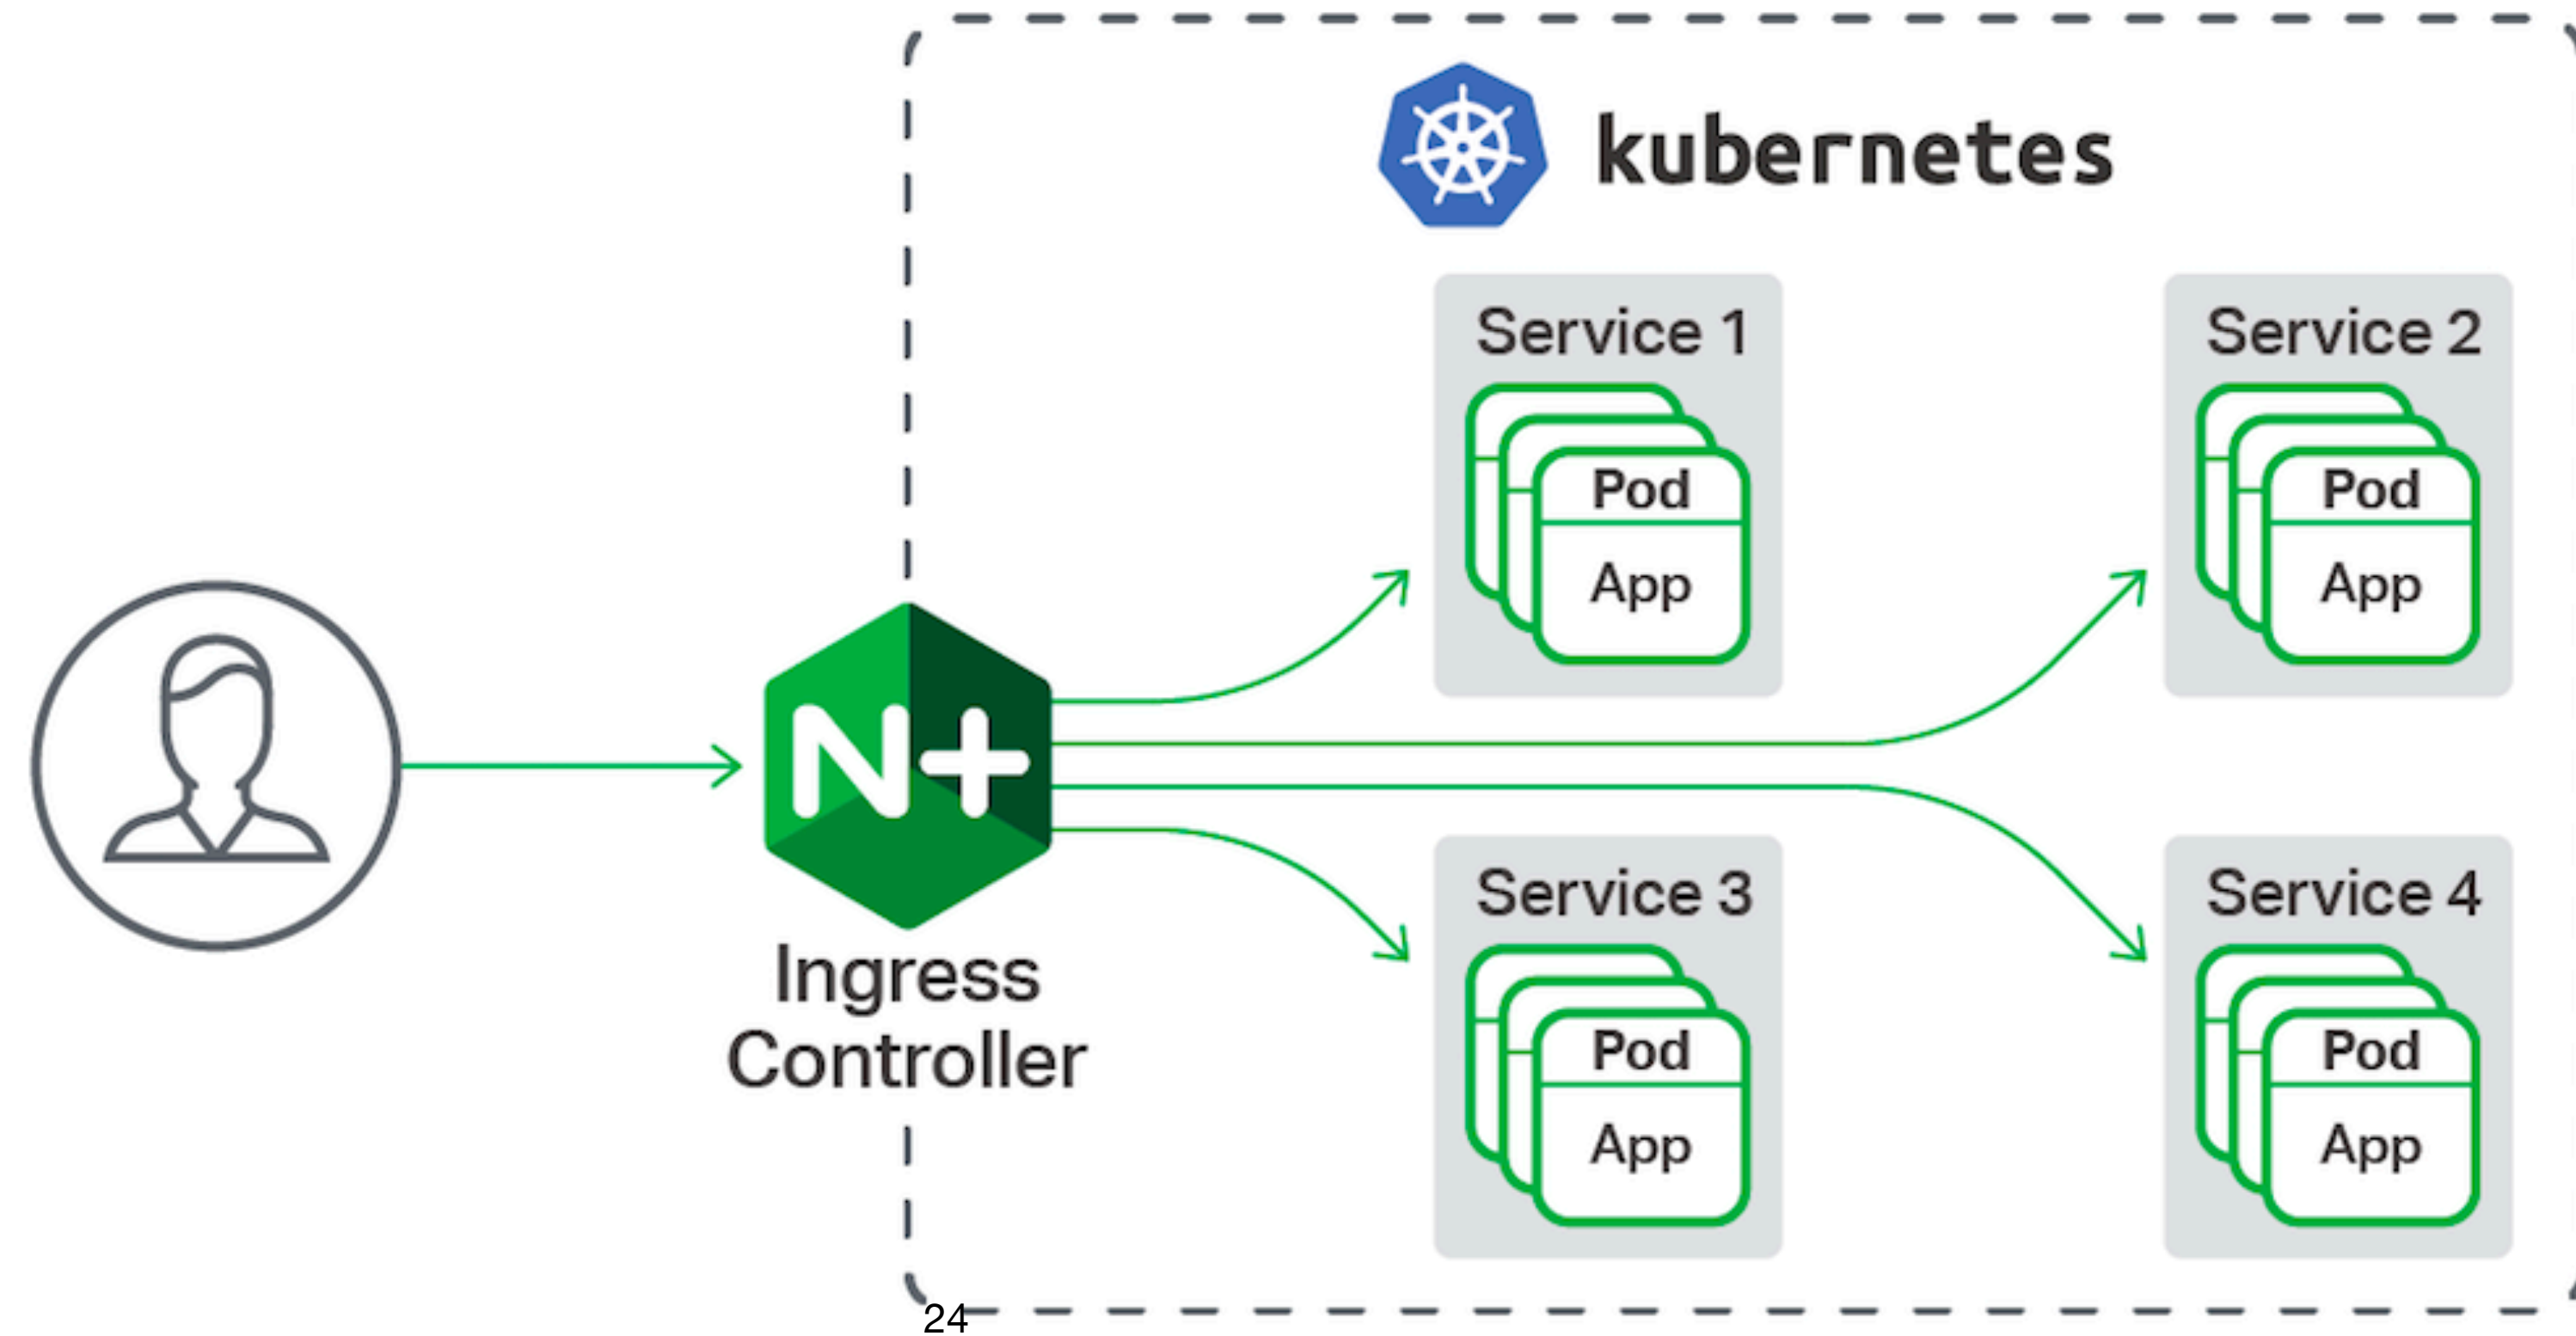 kubernetes
Service 1
Pod
App
Service 2
Pod
App
N+
Ingress
Controller
Service 3
Pod
App
Service 4
Pod
App
24